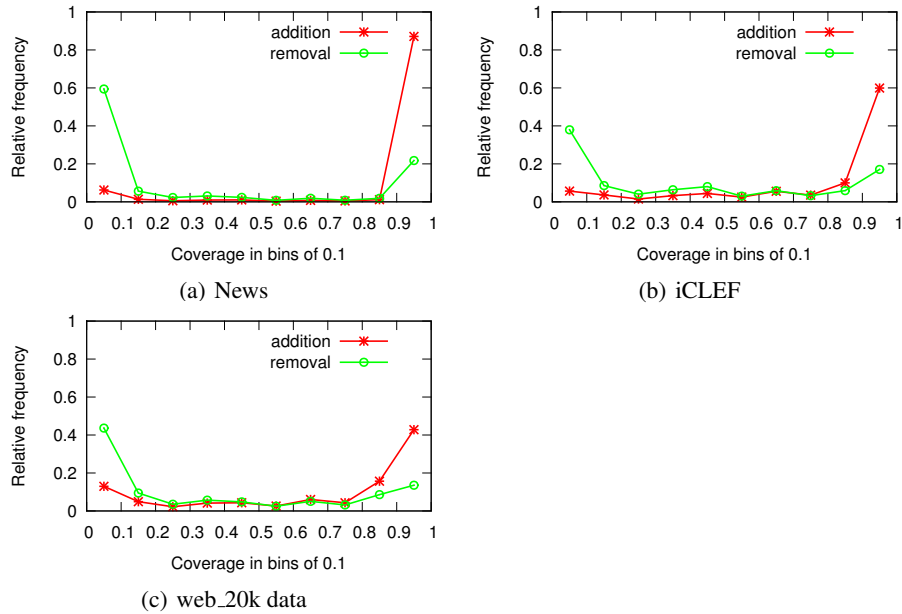 1
0.8
0.6
0.4
0.2
0
Relative frequency
addition
removal
0 0.1 0.2 0.3 0.4 0.5 0.6 0.7 0.8 0.9 1
Coverage in bins of 0.1
(a) News
1
0.8
0.6
0.4
0.2
0
Relative frequency
addition
removal
0 0.1 0.2 0.3 0.4 0.5 0.6 0.7 0.8 0.9 1
Coverage in bins of 0.1
(b) iCLEF
1
0.8
0.6
0.4
0.2
0
Relative frequency
addition
removal
0 0.1 0.2 0.3 0.4 0.5 0.6 0.7 0.8 0.9 1
Coverage in bins of 0.1
(c) web_20k data